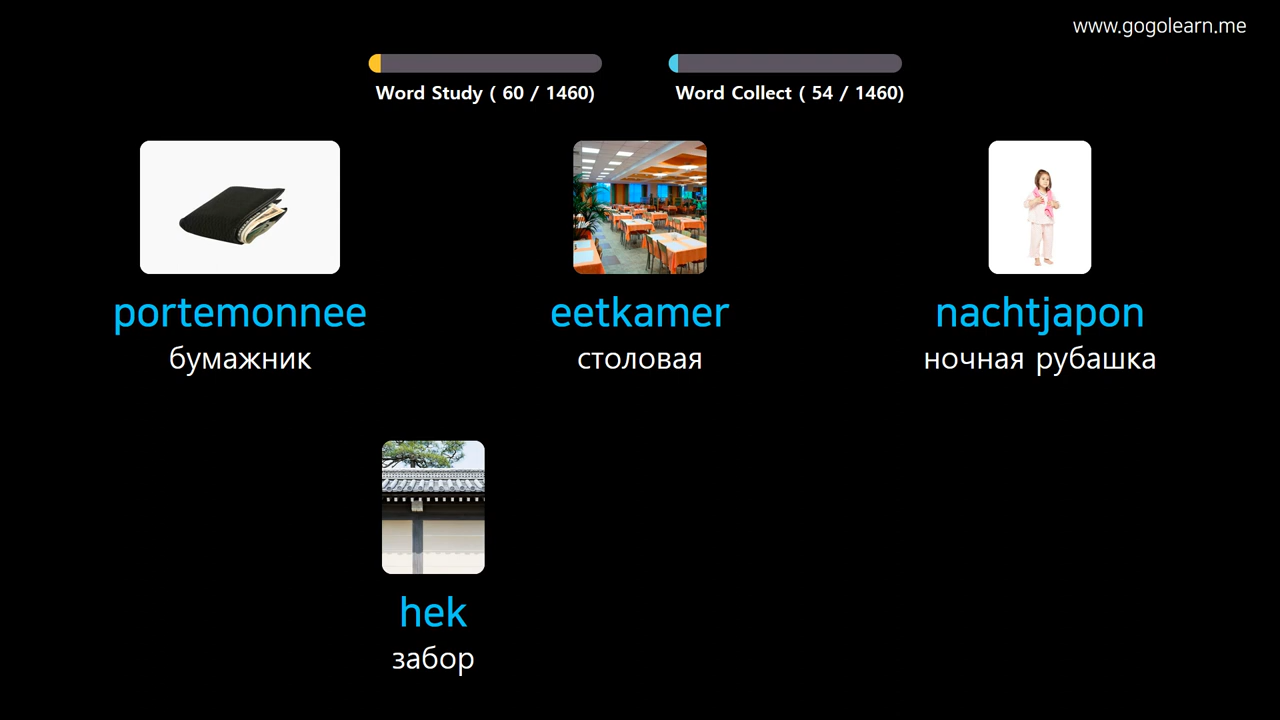 www.gogolearn.me
Word Study ( 60 / 1460)
Word Collect ( 54 / 1460)
portemonnee
бумажник
eetkamer
столовая
nachtjapon
ночная рубашка
hek
забор